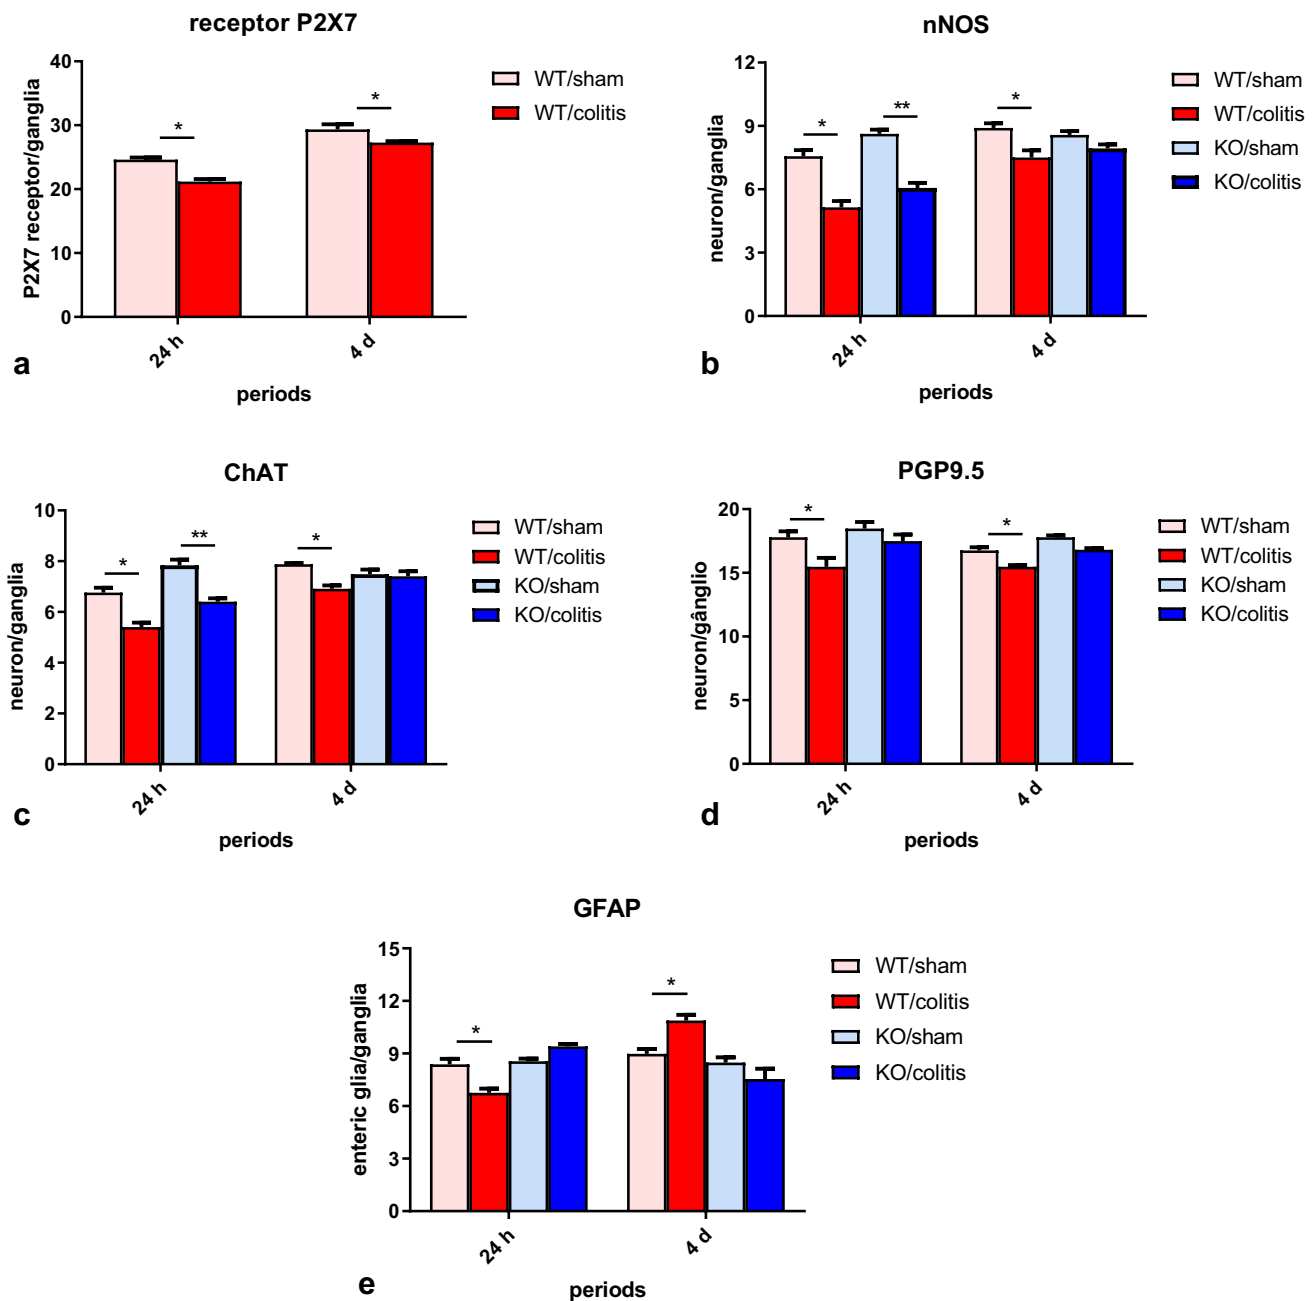 receptor P2X7
P2X7 receptor/ganglia
40
30
20
10
0
*
*
WT/sham
WT/colitis
24 h
4 d
periods
a
nNOS
neuron/ganglia
12
9
6
3
0
*
**
*
WT/sham
WT/colitis
KO/sham
KO/colitis
24 h
4 d
periods
b
ChAT
neuron/ganglia
10
8
6
4
2
0
*
**
*
WT/sham
WT/colitis
KO/sham
KO/colitis
24 h
4 d
periods
c
PGP9.5
neuron/gânglio
20
15
10
5
0
*
*
WT/sham
WT/colitis
KO/sham
KO/colitis
24 h
4 d
periods
d
GFAP
enteric glia/ganglia
15
12
9
6
3
0
*
*
WT/sham
WT/colitis
KO/sham
KO/colitis
24 h
4 d
periods
e